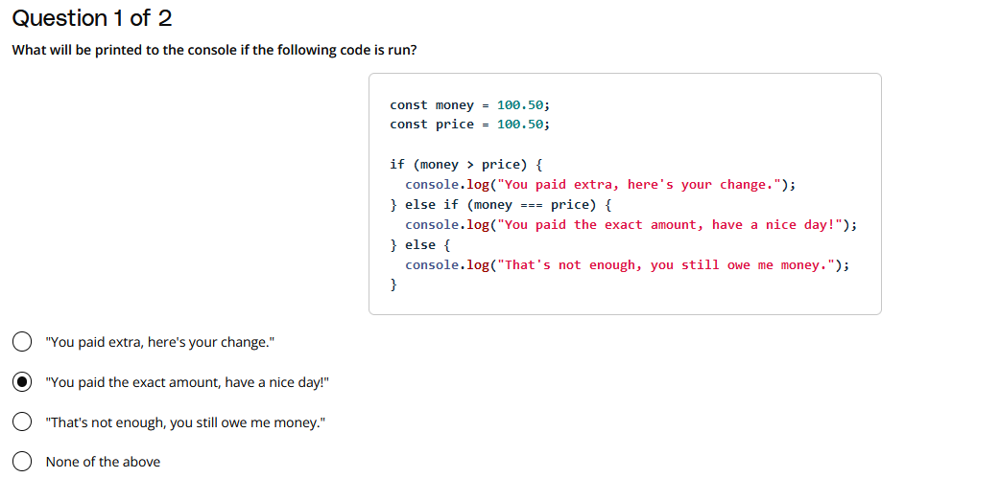 Question 1 of 2
What will be printed to the console if the following code is run?
const money = 100.50;
const price = 100.50;
if (money > price) {
  console.log("You paid extra, here's your change.");
} else if (money === price) {
  console.log("You paid the exact amount, have a nice day!");
} else {
  console.log("That's not enough, you still owe me money.");
}
"You paid extra, here's your change."
"You paid the exact amount, have a nice day!"
"That's not enough, you still owe me money."
None of the above